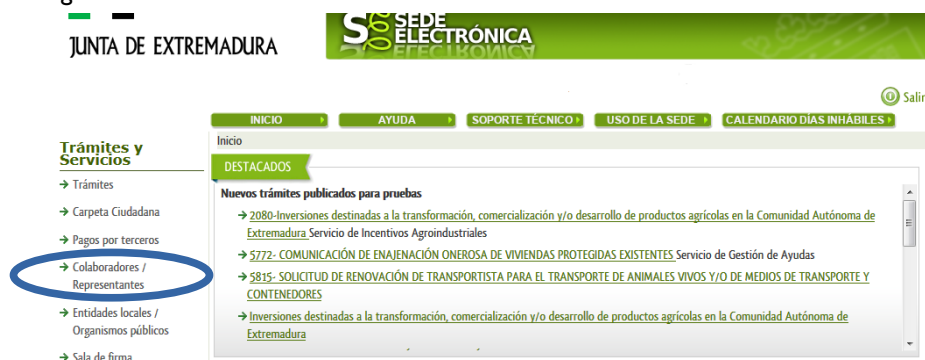 JUNTA DE EXTREMADURA
SEDE
ELECTRÓNICA
Salir
INICIO
AYUDA
SOPORTE TÉCNICO
USO DE LA SEDE
CALENDARIO DÍAS INHÁBILES
Trámites y
Servicios
Trámites
Carpeta Ciudadana
Pagos por terceros
Colaboradores /
Representantes
Entidades locales /
Organismos públicos
Sala de firma
Inicio
DESTACADOS
Nuevos trámites publicados para pruebas
2080-Inversiones destinadas a la transformación, comercialización y/o desarrollo de productos agrícolas en la Comunidad Autónoma de
Extremadura Servicio de Incentivos Agroindustriales
5772- COMUNICACIÓN DE ENAJENACIÓN ONEROSA DE VIVIENDAS PROTEGIDAS EXISTENTES Servicio de Gestión de Ayudas
5815- SOLICITUD DE RENOVACIÓN DE TRANSPORTISTA PARA EL TRANSPORTE DE ANIMALES VIVOS Y/O DE MEDIOS DE TRANSPORTE Y
CONTENEDORES
Inversiones destinadas a la transformación, comercialización y/o desarrollo de productos agrícolas en la Comunidad Autónoma de
Extremadura